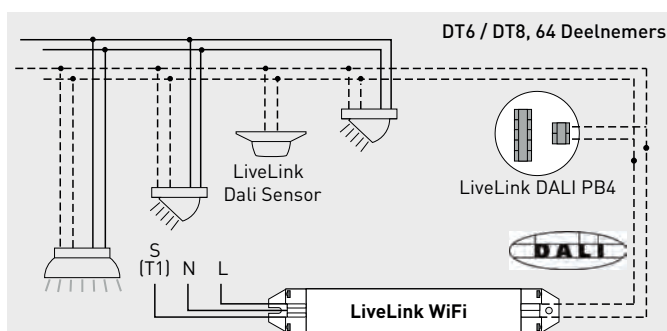 DT6 / DT8, 64 Deelnemers
LiveLink
Dali Sensor
LiveLink DALI PB4
DALI
S
(T1) N L
LiveLink WiFi